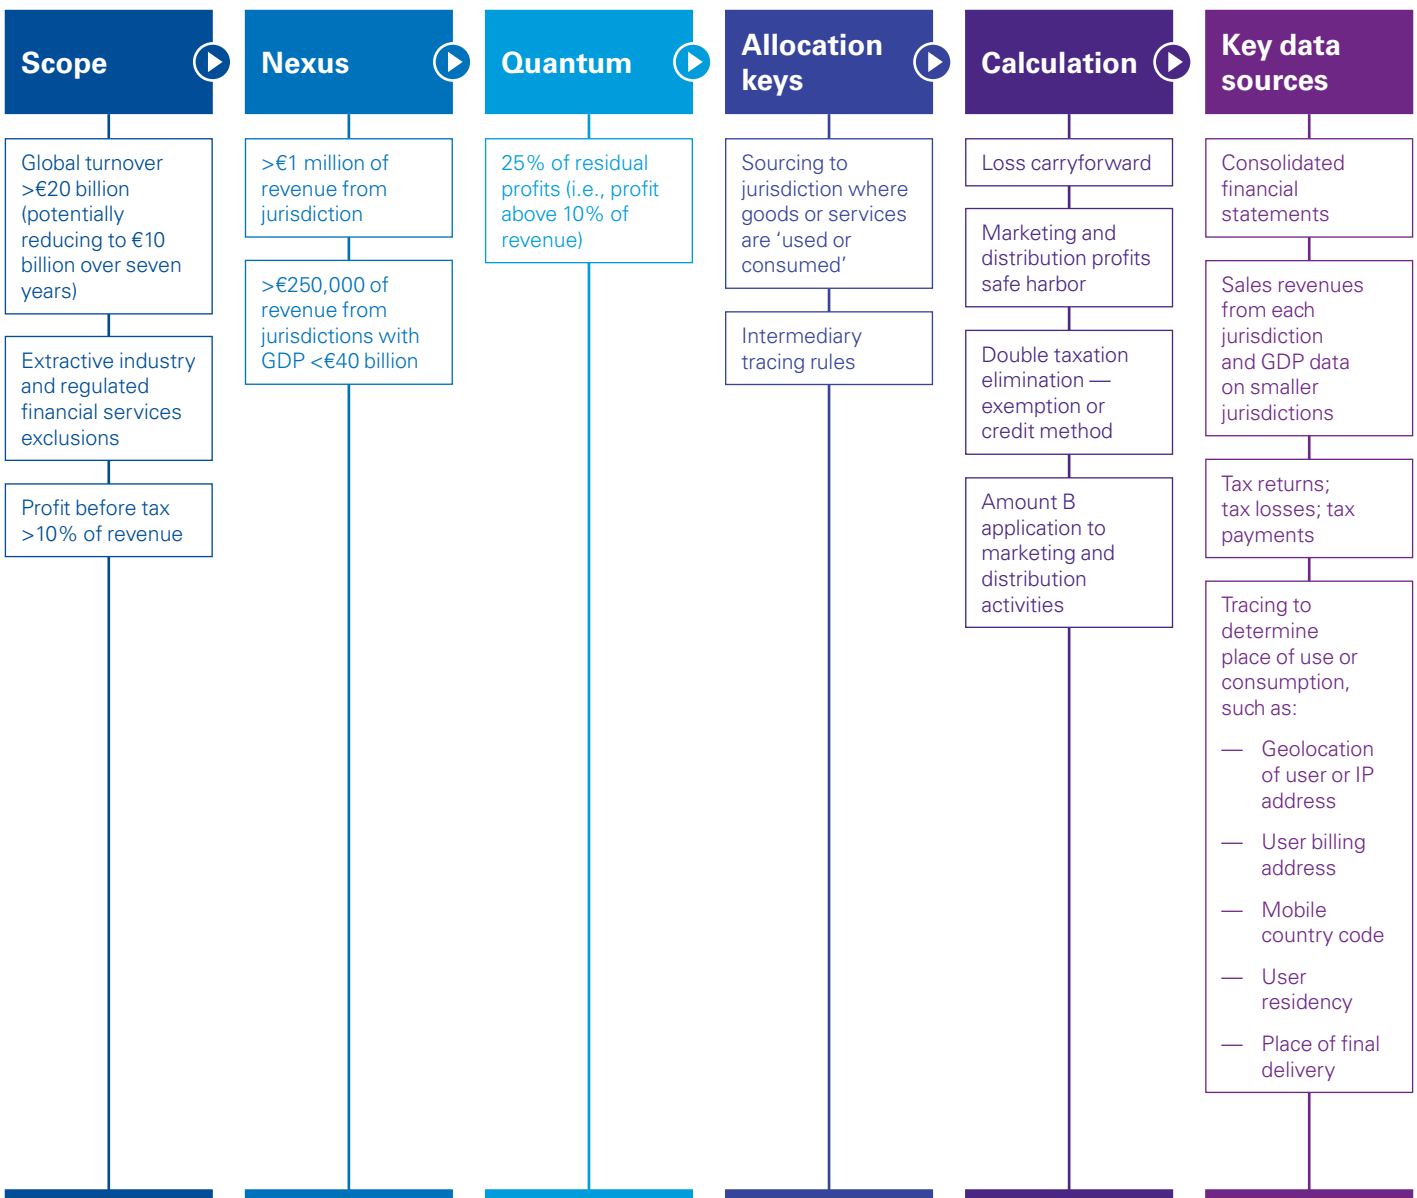 Scope
Global turnover
>€20 billion
(potentially
reducing to €10
billion over seven
years)
Extractive industry
and regulated
financial services
exclusions
Profit before tax
>10% of revenue
Nexus
>€1 million of
revenue from
jurisdiction
>€250,000 of
revenue from
jurisdictions with
GDP <€40 billion
Quantum
25% of residual
profits (i.e., profit
above 10% of
revenue)
Allocation
keys
Sourcing to
jurisdiction where
goods or services
are ‘used or
consumed’
Intermediary
tracing rules
Calculation
Loss carryforward
Marketing and
distribution profits
safe harbor
Double taxation
elimination —
exemption or
credit method
Amount B
application to
marketing and
distribution
activities
Key data
sources
Consolidated
financial
statements
Sales revenues
from each
jurisdiction
and GDP data
on smaller
jurisdictions
Tax returns;
tax losses; tax
payments
Tracing to
determine
place of use or
consumption,
such as:
— Geolocation
of user or IP
address
— User billing
address
— Mobile
country code
— User
residency
— Place of final
delivery